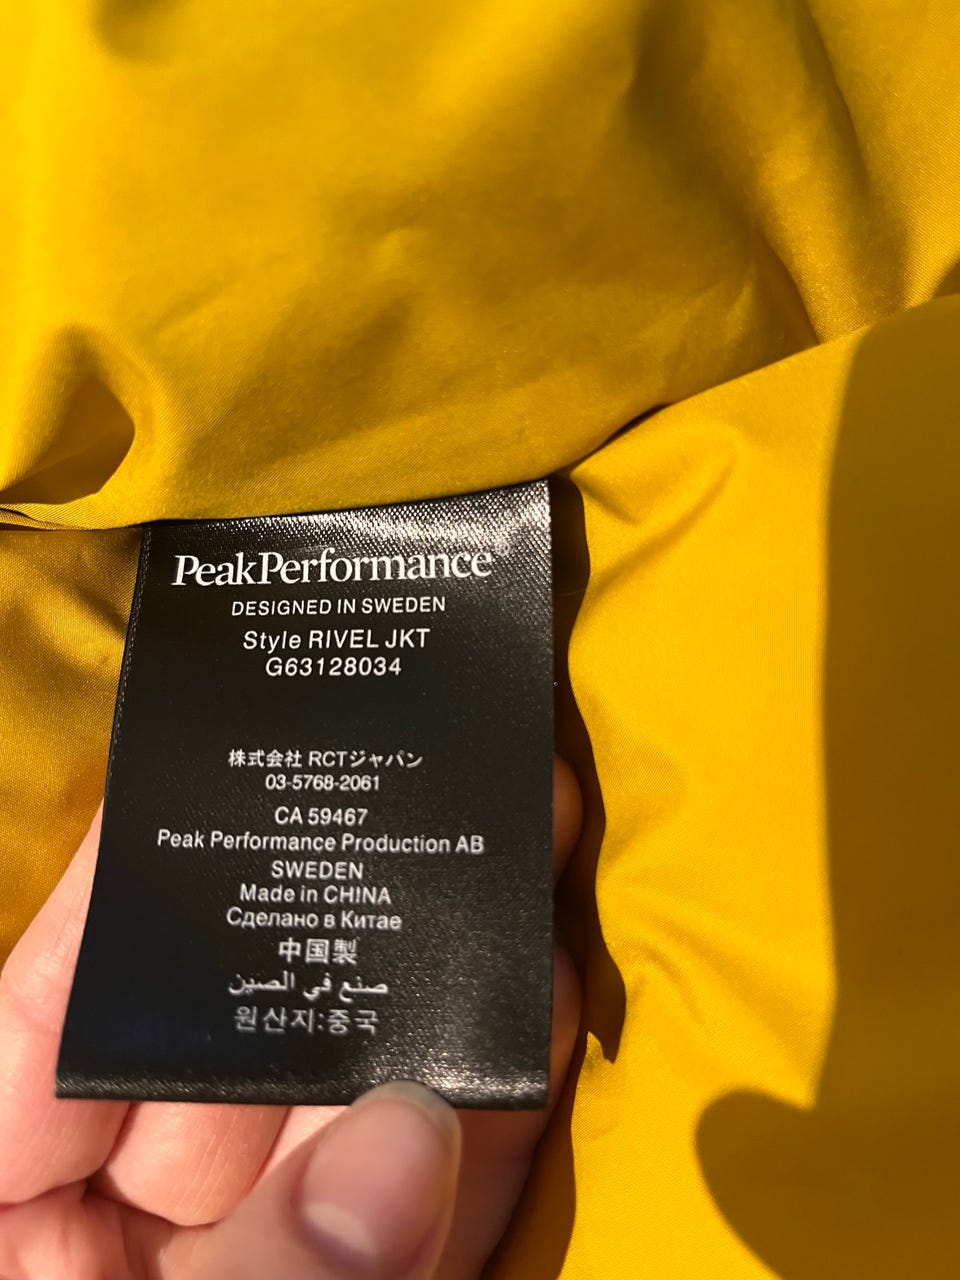 PeakPerformance®
DESIGNED IN SWEDEN
Style RIVEL JKT
G63128034
株式会社 RCTジャパン
03-5768-2061
CA 59467
Peak Performance Production AB
SWEDEN
Made in CHINA
Сделано в Китае
中国製
صنع في الصين
원산지:중국